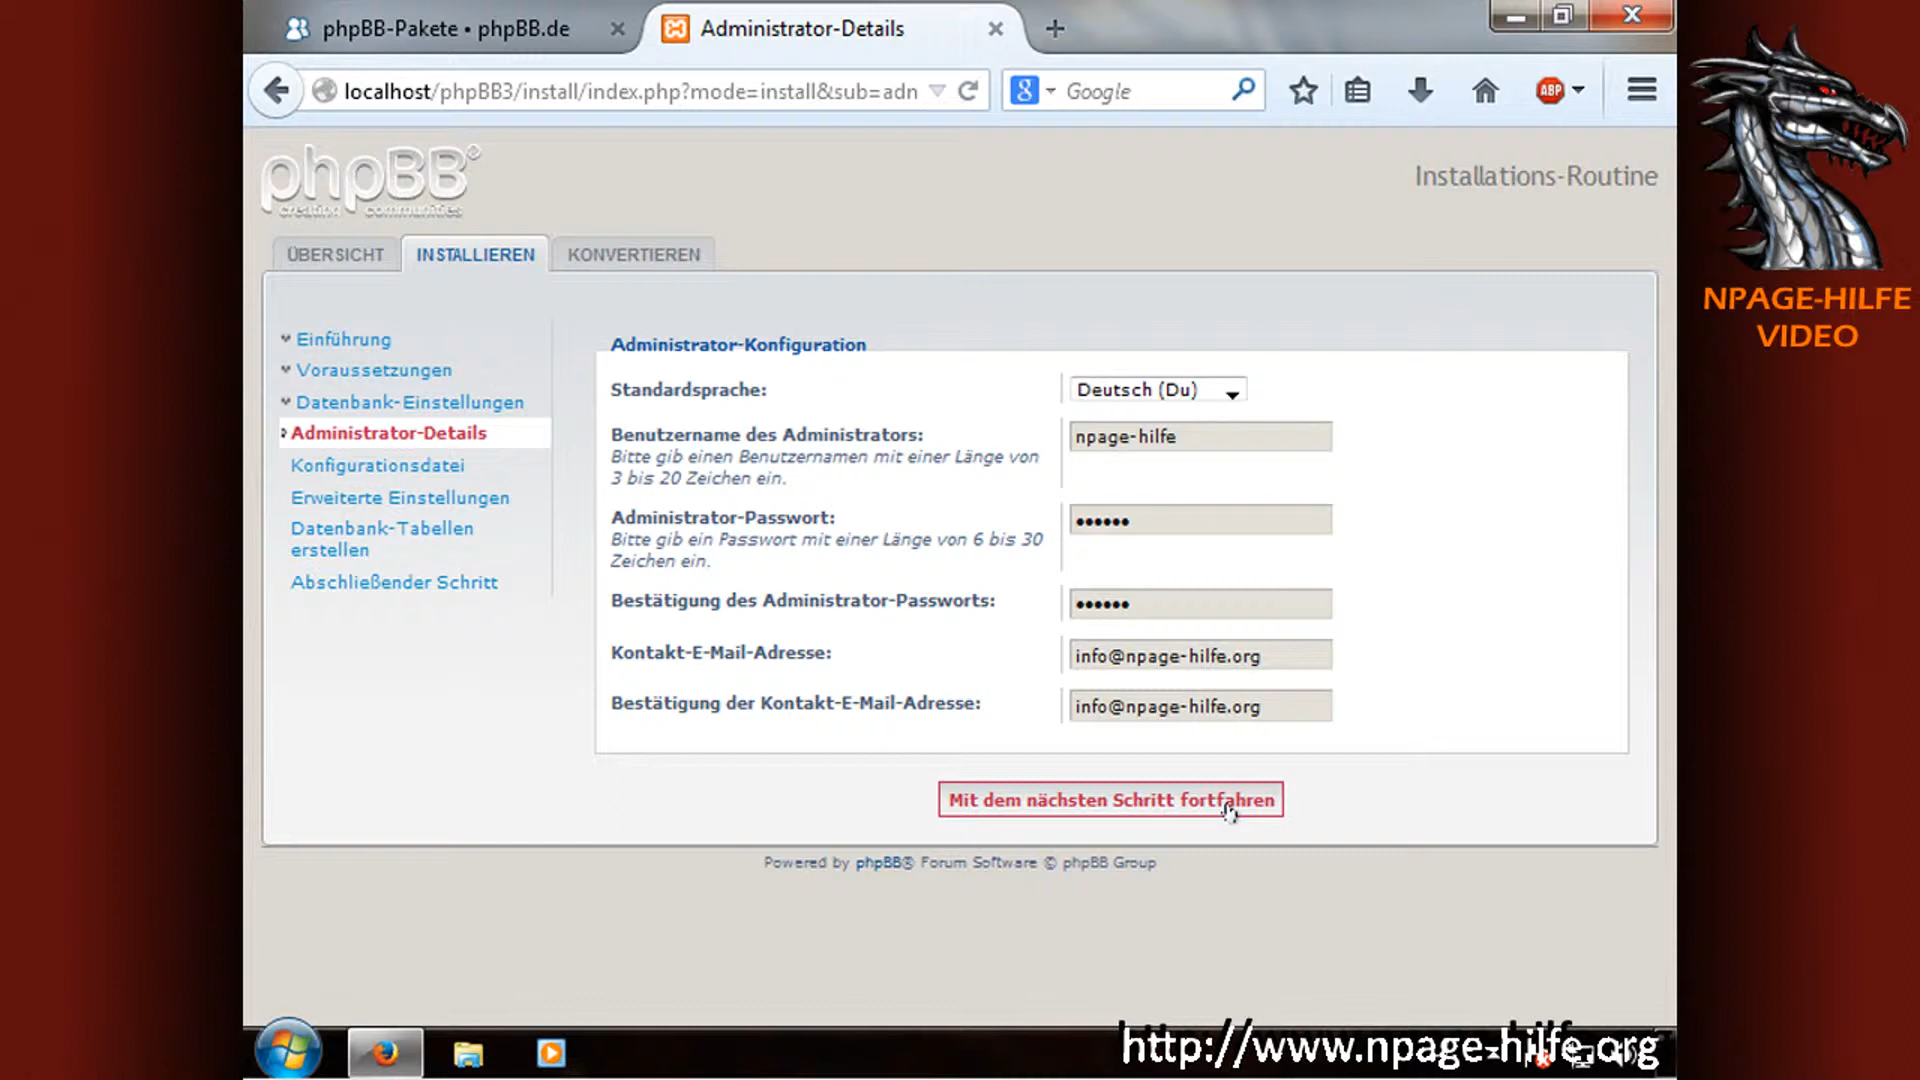 phpBB-Pakete • phpBB.de
Administrator-Details
localhost/phpBB3/install/index.php?mode=install&sub=adn
Google
ABP
phpBB
creating communities
Installations-Routine
ÜBERSICHT
INSTALLIEREN
KONVERTIEREN
NPAGE-HILFE
VIDEO
Einführung
Voraussetzungen
Datenbank-Einstellungen
Administrator-Details
Konfigurationsdatei
Erweiterte Einstellungen
Datenbank-Tabellen
erstellen
Abschließender Schritt
Administrator-Konfiguration
Standardsprache:
Deutsch (Du)
Benutzername des Administrators:
Bitte gib einen Benutzernamen mit einer Länge von
3 bis 20 Zeichen ein.
npage-hilfe
Administrator-Passwort:
Bitte gib ein Passwort mit einer Länge von 6 bis 30
Zeichen ein.
••••••
Bestätigung des Administrator-Passworts:
••••••
Kontakt-E-Mail-Adresse:
info@npage-hilfe.org
Bestätigung der Kontakt-E-Mail-Adresse:
info@npage-hilfe.org
Mit dem nächsten Schritt fortfahren
Powered by phpBB® Forum Software © phpBB Group
http://www.npage-hilfe.org